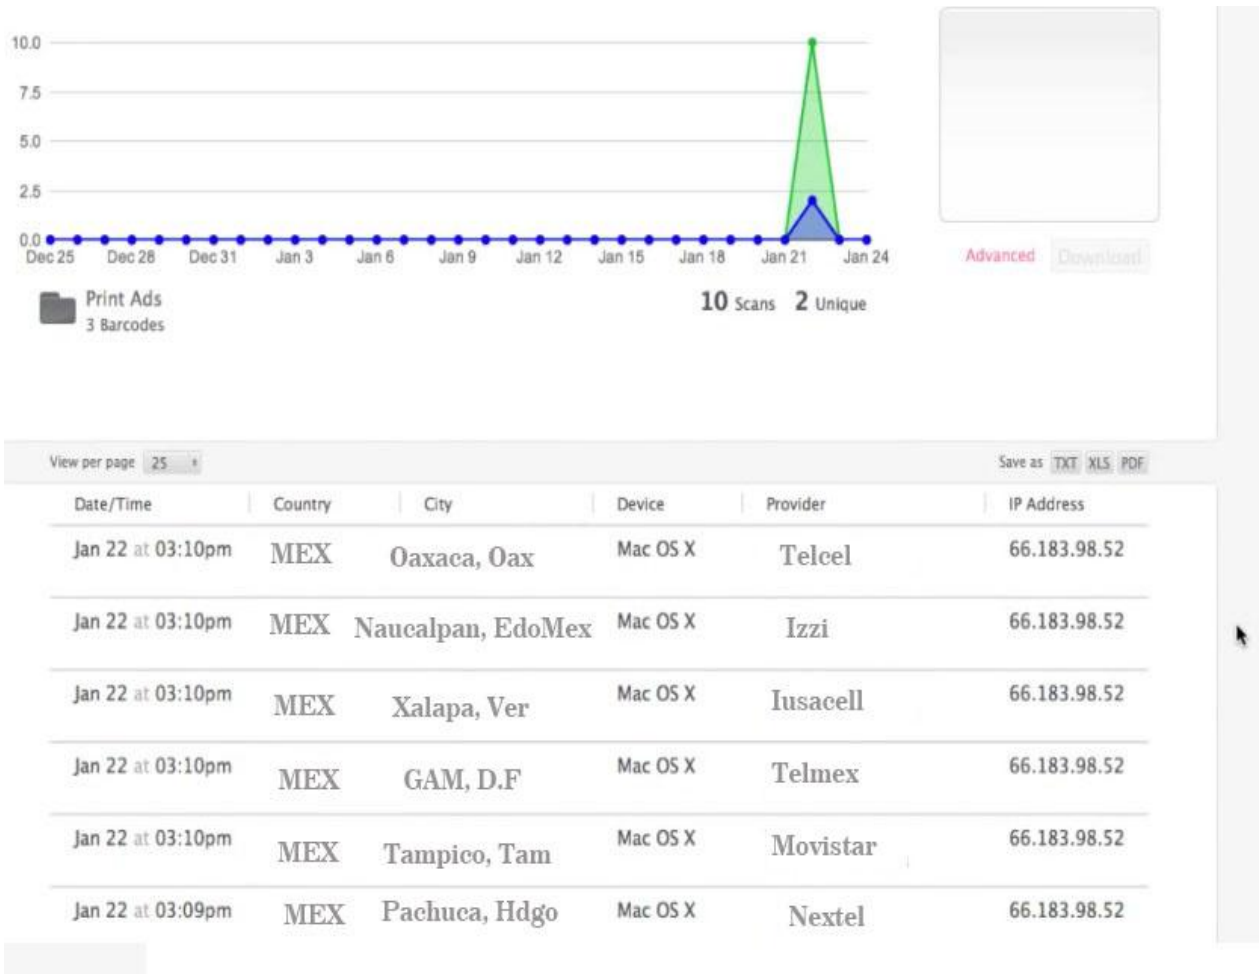 10.0
7.5
5.0
2.5
0.0
Dec 25 Dec 28 Dec 31 Jan 3 Jan 6 Jan 9 Jan 12 Jan 15 Jan 18 Jan 21 Jan 24
Advanced Download
Print Ads
3 Barcodes
10 Scans 2 Unique
View per page 25
Save as TXT XLS PDF
Date/Time Country City Device Provider IP Address
Jan 22 at 03:10pm MEX Oaxaca, Oax Mac OS X Telcel 66.183.98.52
Jan 22 at 03:10pm MEX Naucalpan, EdoMex Mac OS X Izzi 66.183.98.52
Jan 22 at 03:10pm MEX Xalapa, Ver Mac OS X Iusacell 66.183.98.52
Jan 22 at 03:10pm MEX GAM, D.F Mac OS X Telmex 66.183.98.52
Jan 22 at 03:10pm MEX Tampico, Tam Mac OS X Movistar 66.183.98.52
Jan 22 at 03:09pm MEX Pachuca, Hdgo Mac OS X Nextel 66.183.98.52